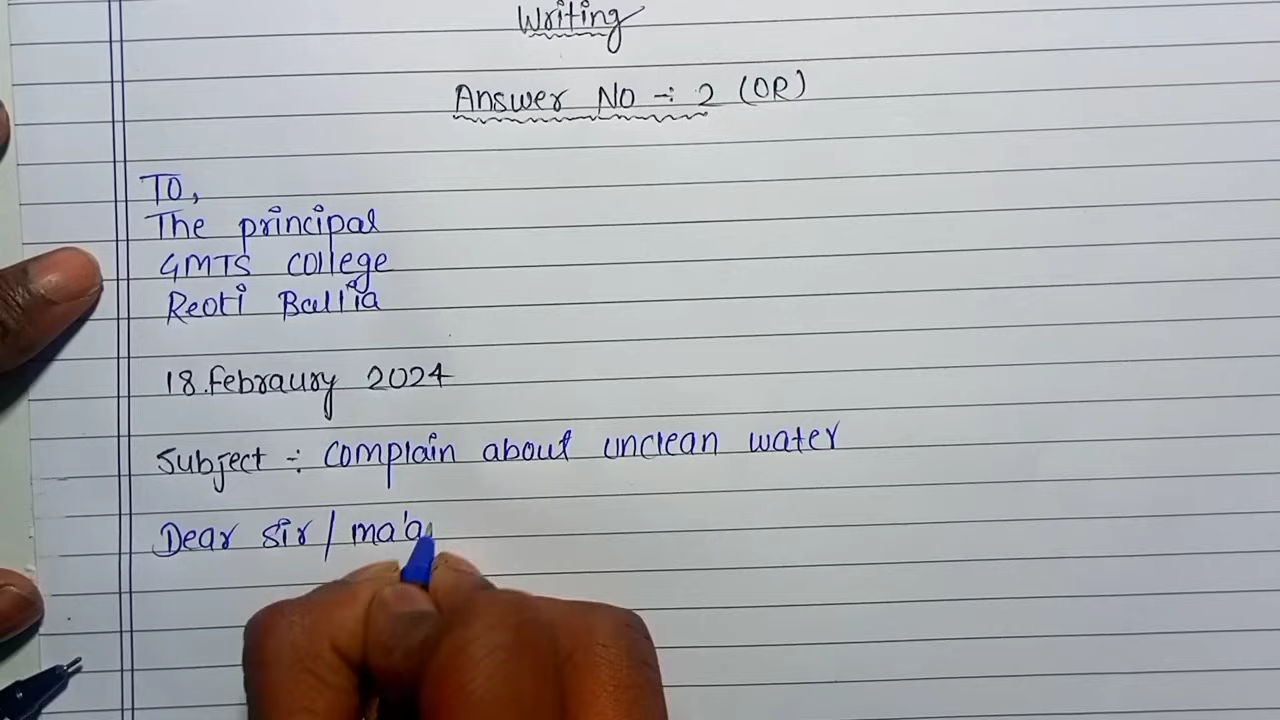 Writing
Answer No -: 2 (OR)
To,
The principal
GMTS college
Reoti Ballia
18.Febraury 2024
Subject -: complain about unclean water
Dear Sir / ma'a